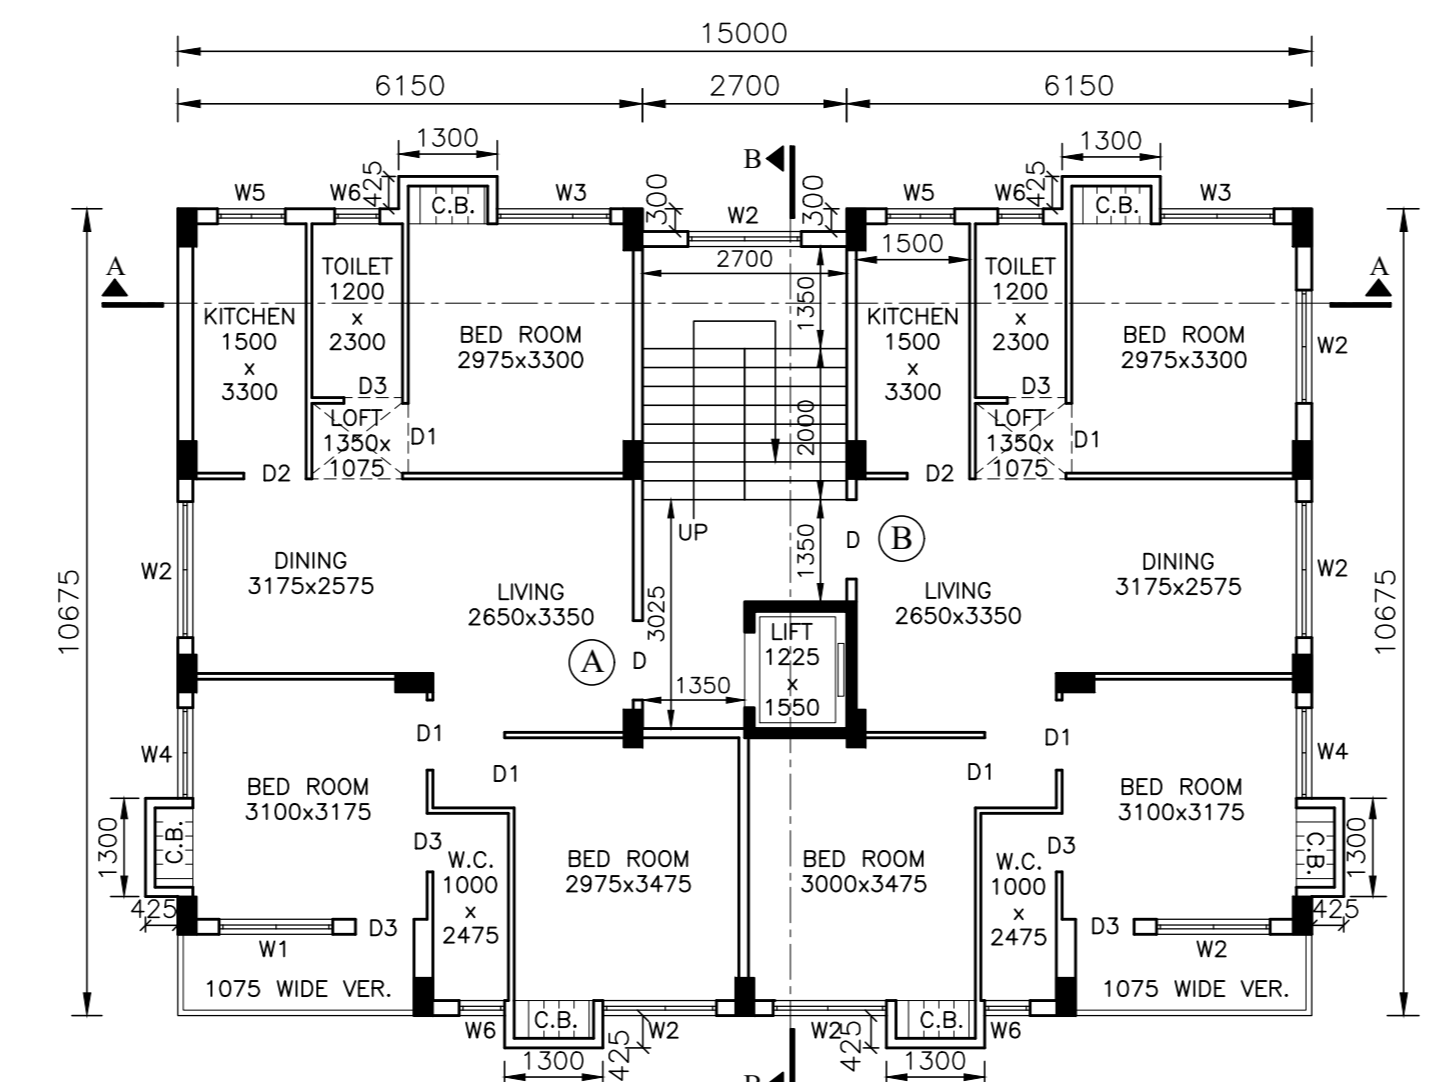 15000
6150
2700
6150
1300
B
1300
425
300
300
425
W5
W6
C.B.
W3
W2
W5
W6
C.B.
W3
2700
1500
A
TOILET
1200
x
2300
KITCHEN
1500
x
3300
BED ROOM
2975x3300
1350
TOILET
1200
x
2300
KITCHEN
1500
x
3300
BED ROOM
2975x3300
A
W2
D3
LOFT
1350x
1075
D1
D2
2000
D3
LOFT
1350x
1075
D1
D2
UP
1350
D
B
W2
DINING
3175x2575
LIVING
2650x3350
3025
LIVING
2650x3350
DINING
3175x2575
W2
10675
10675
A
D
1350
LIFT
1225
x
1550
D1
D1
D1
D1
W4
BED ROOM
3100x3175
BED ROOM
3100x3175
W4
1300
C.B.
D3
W.C.
1000
x
2475
BED ROOM
2975x3475
BED ROOM
3000x3475
W.C.
1000
x
2475
D3
C.B.
1300
425
W1
D3
D3
W2
425
1075 WIDE VER.
1075 WIDE VER.
W6
C.B.
W2
W2
C.B.
W6
425
425
1300
1300
B